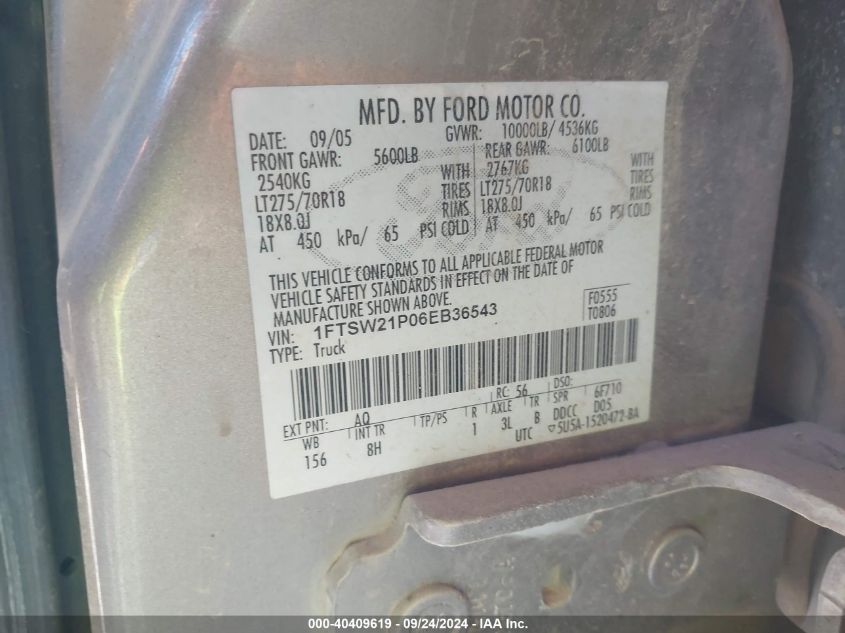 MFD. BY FORD MOTOR CO.
DATE: 09/05 GVWR: 10000LB/ 4536KG
FRONT GAWR: 5600LB REAR GAWR: 6100LB
2540KG WITH 2767KG WITH
LT275/70R18 TIRES LT275/70R18 TIRES
18X8.0J RIMS 18X8.0J RIMS
AT 450 kPa/ 65 PSI COLD AT 450 kPa/ 65 PSI COLD
THIS VEHICLE CONFORMS TO ALL APPLICABLE FEDERAL MOTOR
VEHICLE SAFETY STANDARDS IN EFFECT ON THE DATE OF
MANUFACTURE SHOWN ABOVE.
VIN: 1FTSW21P06EB36543 F0555
TYPE: Truck T0806
EXT PNT: AQ RC: 56 DSO:
WB INT TR TP/PS R AXLE TR SPR 6F710
156 8H 1 3L B DDCC D05
UTC ▽5U5A-1520472-BA
000-40409619 - 09/24/2024 - IAA Inc.